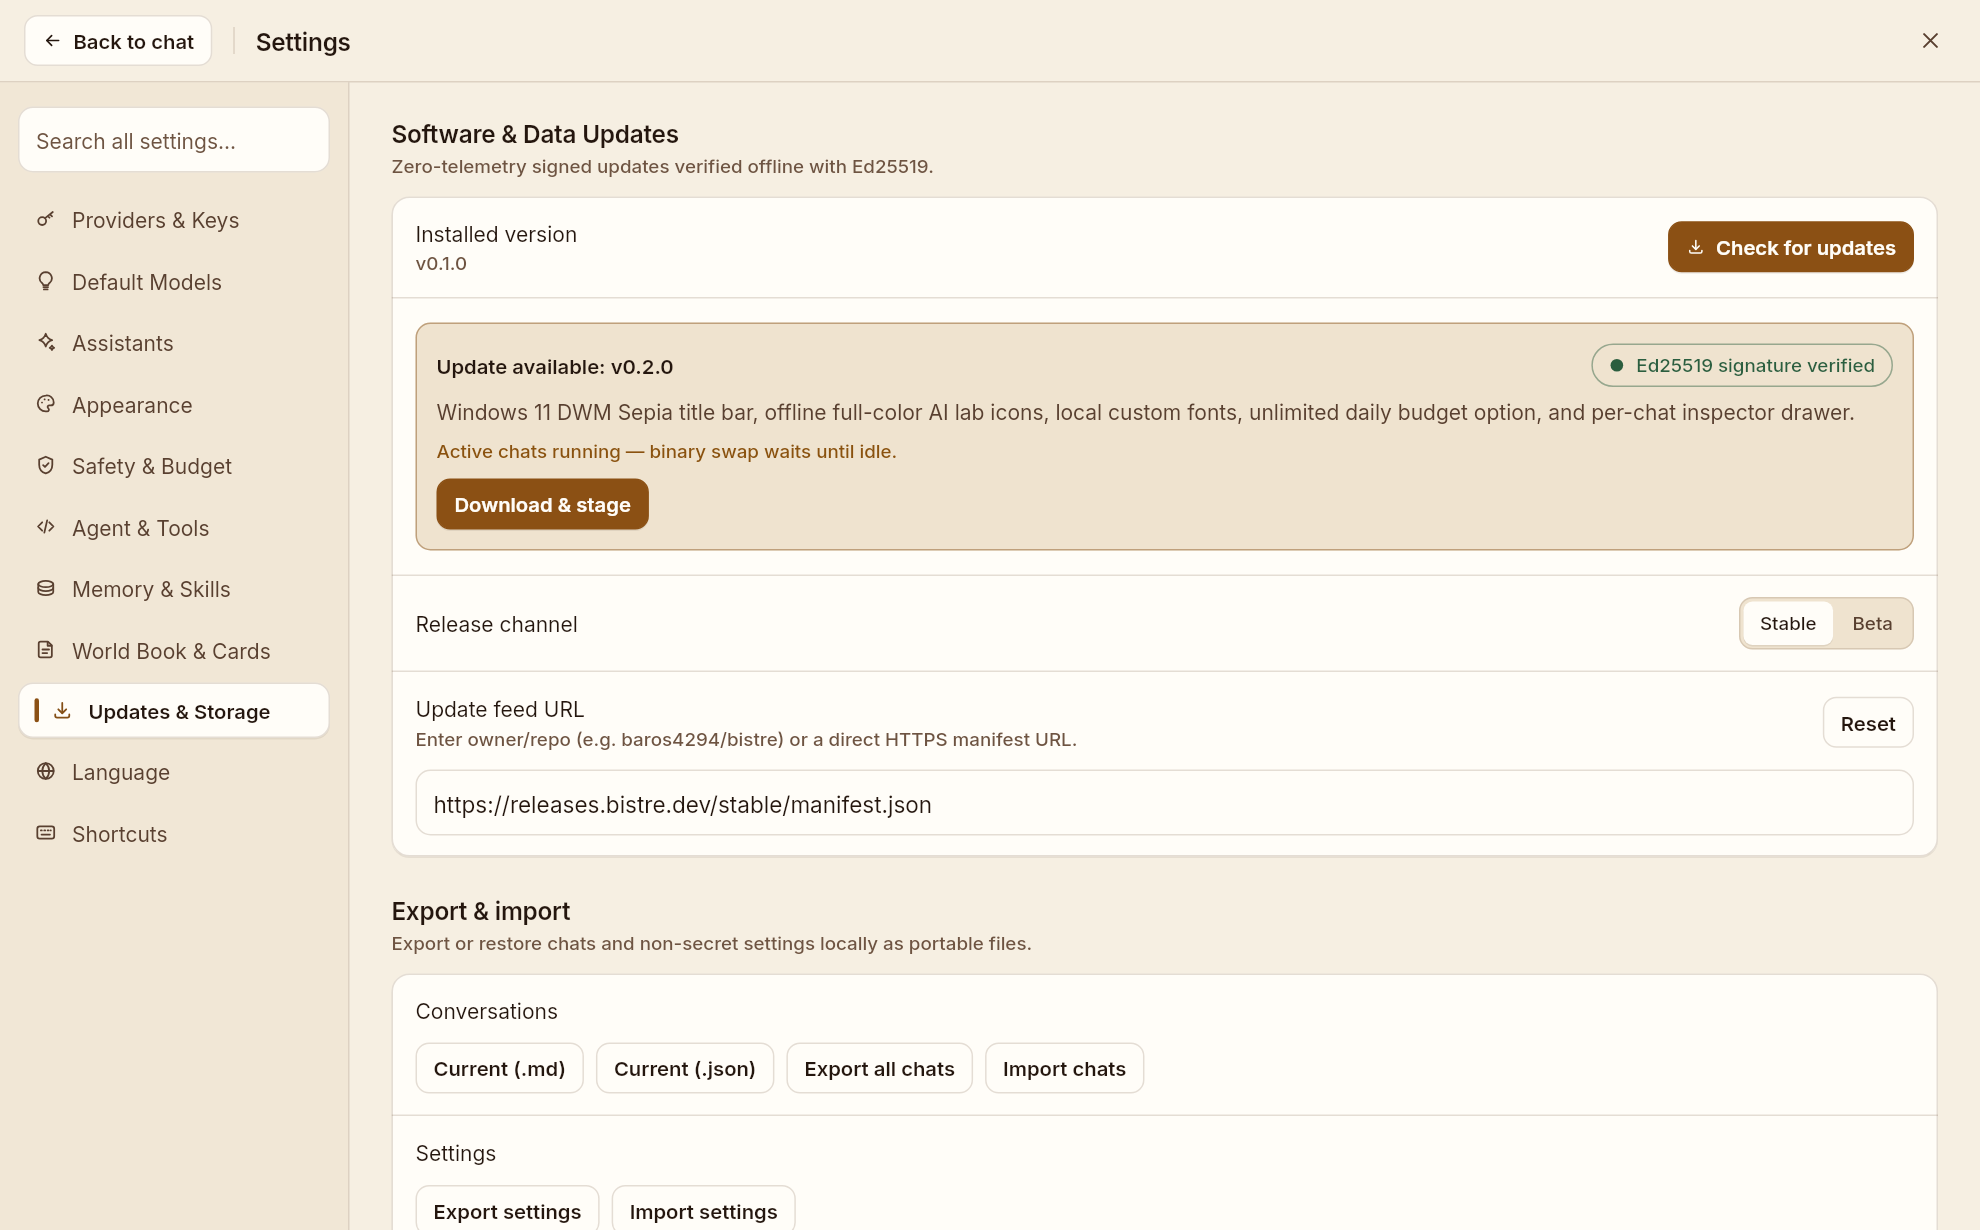 Back to chat
Settings
Search all settings...
Providers & Keys
Default Models
Assistants
Appearance
Safety & Budget
Agent & Tools
Memory & Skills
World Book & Cards
Updates & Storage
Language
Shortcuts
Software & Data Updates
Zero-telemetry signed updates verified offline with Ed25519.
Installed version
v0.1.0
Check for updates
Update available: v0.2.0
Ed25519 signature verified
Windows 11 DWM Sepia title bar, offline full-color AI lab icons, local custom fonts, unlimited daily budget option, and per-chat inspector drawer.
Active chats running — binary swap waits until idle.
Download & stage
Release channel
Stable
Beta
Update feed URL
Enter owner/repo (e.g. baros4294/bistre) or a direct HTTPS manifest URL.
Reset
https://releases.bistre.dev/stable/manifest.json
Export & import
Export or restore chats and non-secret settings locally as portable files.
Conversations
Current (.md)
Current (.json)
Export all chats
Import chats
Settings
Export settings
Import settings